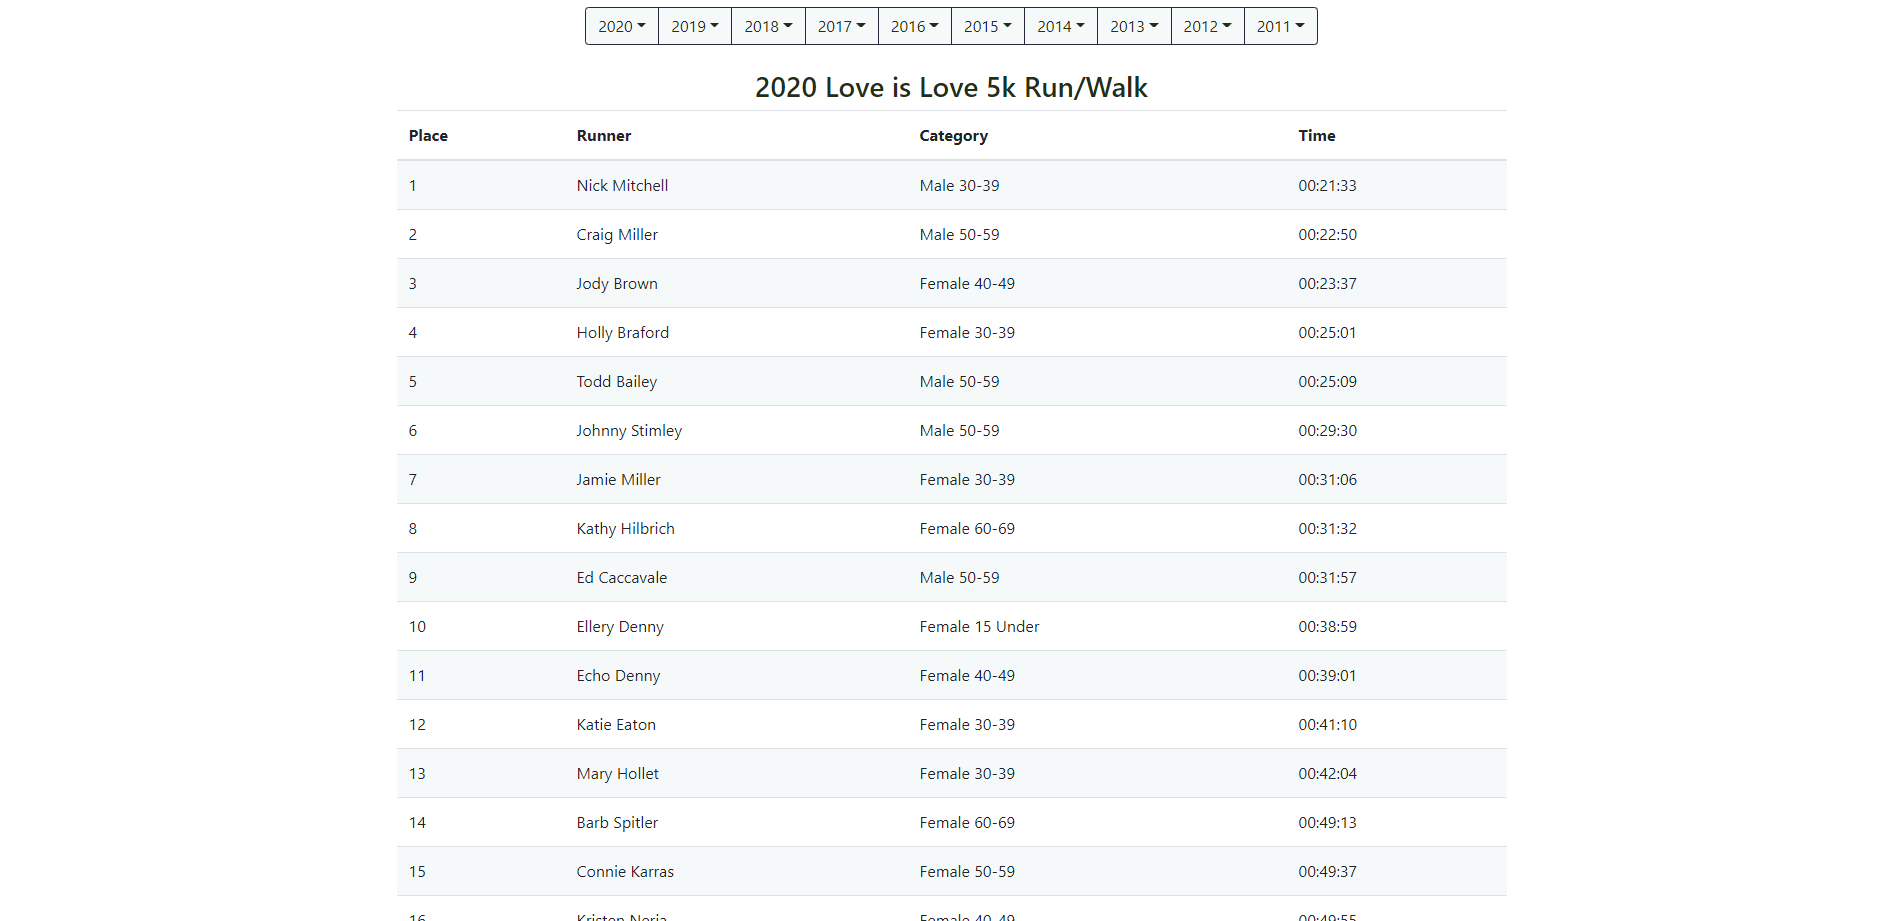 2020 2019 2018 2017 2016 2015 2014 2013 2012 2011
2020 Love is Love 5k Run/Walk
Place Runner Category Time
1 Nick Mitchell Male 30-39 00:21:33
2 Craig Miller Male 50-59 00:22:50
3 Jody Brown Female 40-49 00:23:37
4 Holly Braford Female 30-39 00:25:01
5 Todd Bailey Male 50-59 00:25:09
6 Johnny Stimley Male 50-59 00:29:30
7 Jamie Miller Female 30-39 00:31:06
8 Kathy Hilbrich Female 60-69 00:31:32
9 Ed Caccavale Male 50-59 00:31:57
10 Ellery Denny Female 15 Under 00:38:59
11 Echo Denny Female 40-49 00:39:01
12 Katie Eaton Female 30-39 00:41:10
13 Mary Hollet Female 30-39 00:42:04
14 Barb Spitler Female 60-69 00:49:13
15 Connie Karras Female 50-59 00:49:37
16 Kristen Neria Female 40-49 00:49:55